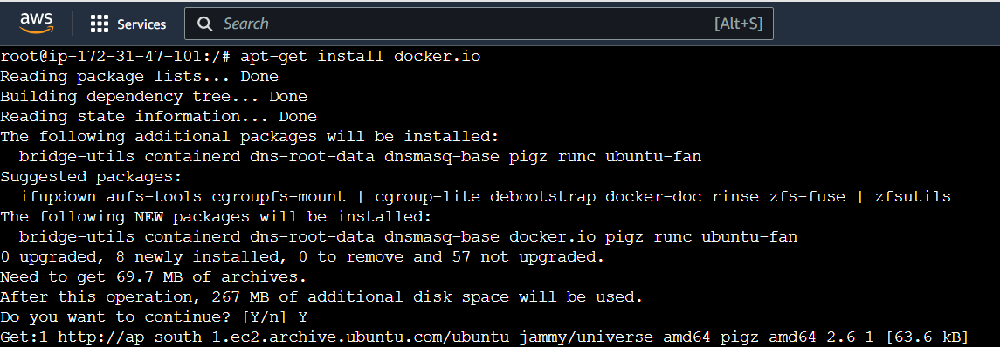 aws Services Search [Alt+S]
root@ip-172-31-47-101:/# apt-get install docker.io
Reading package lists... Done
Building dependency tree... Done
Reading state information... Done
The following additional packages will be installed:
  bridge-utils containerd dns-root-data dnsmasq-base pigz runc ubuntu-fan
Suggested packages:
  ifupdown aufs-tools cgroupfs-mount | cgroup-lite debootstrap docker-doc rinse zfs-fuse | zfsutils
The following NEW packages will be installed:
  bridge-utils containerd dns-root-data dnsmasq-base docker.io pigz runc ubuntu-fan
0 upgraded, 8 newly installed, 0 to remove and 57 not upgraded.
Need to get 69.7 MB of archives.
After this operation, 267 MB of additional disk space will be used.
Do you want to continue? [Y/n] Y
Get:1 http://ap-south-1.ec2.archive.ubuntu.com/ubuntu jammy/universe amd64 pigz amd64 2.6-1 [63.6 kB]